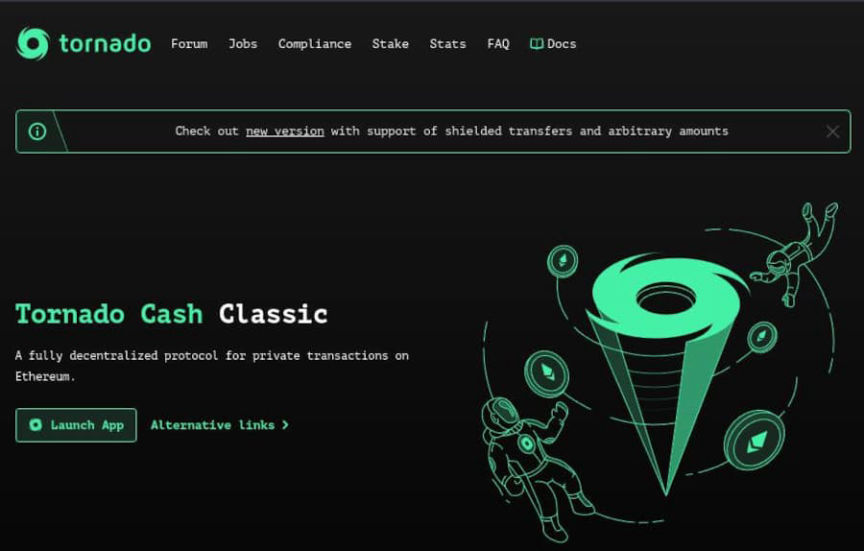 tornado Forum Jobs Compliance Stake Stats FAQ Docs
Check out new version with support of shielded transfers and arbitrary amounts
Tornado Cash Classic
A fully decentralized protocol for private transactions on
Ethereum.
Launch App Alternative links >